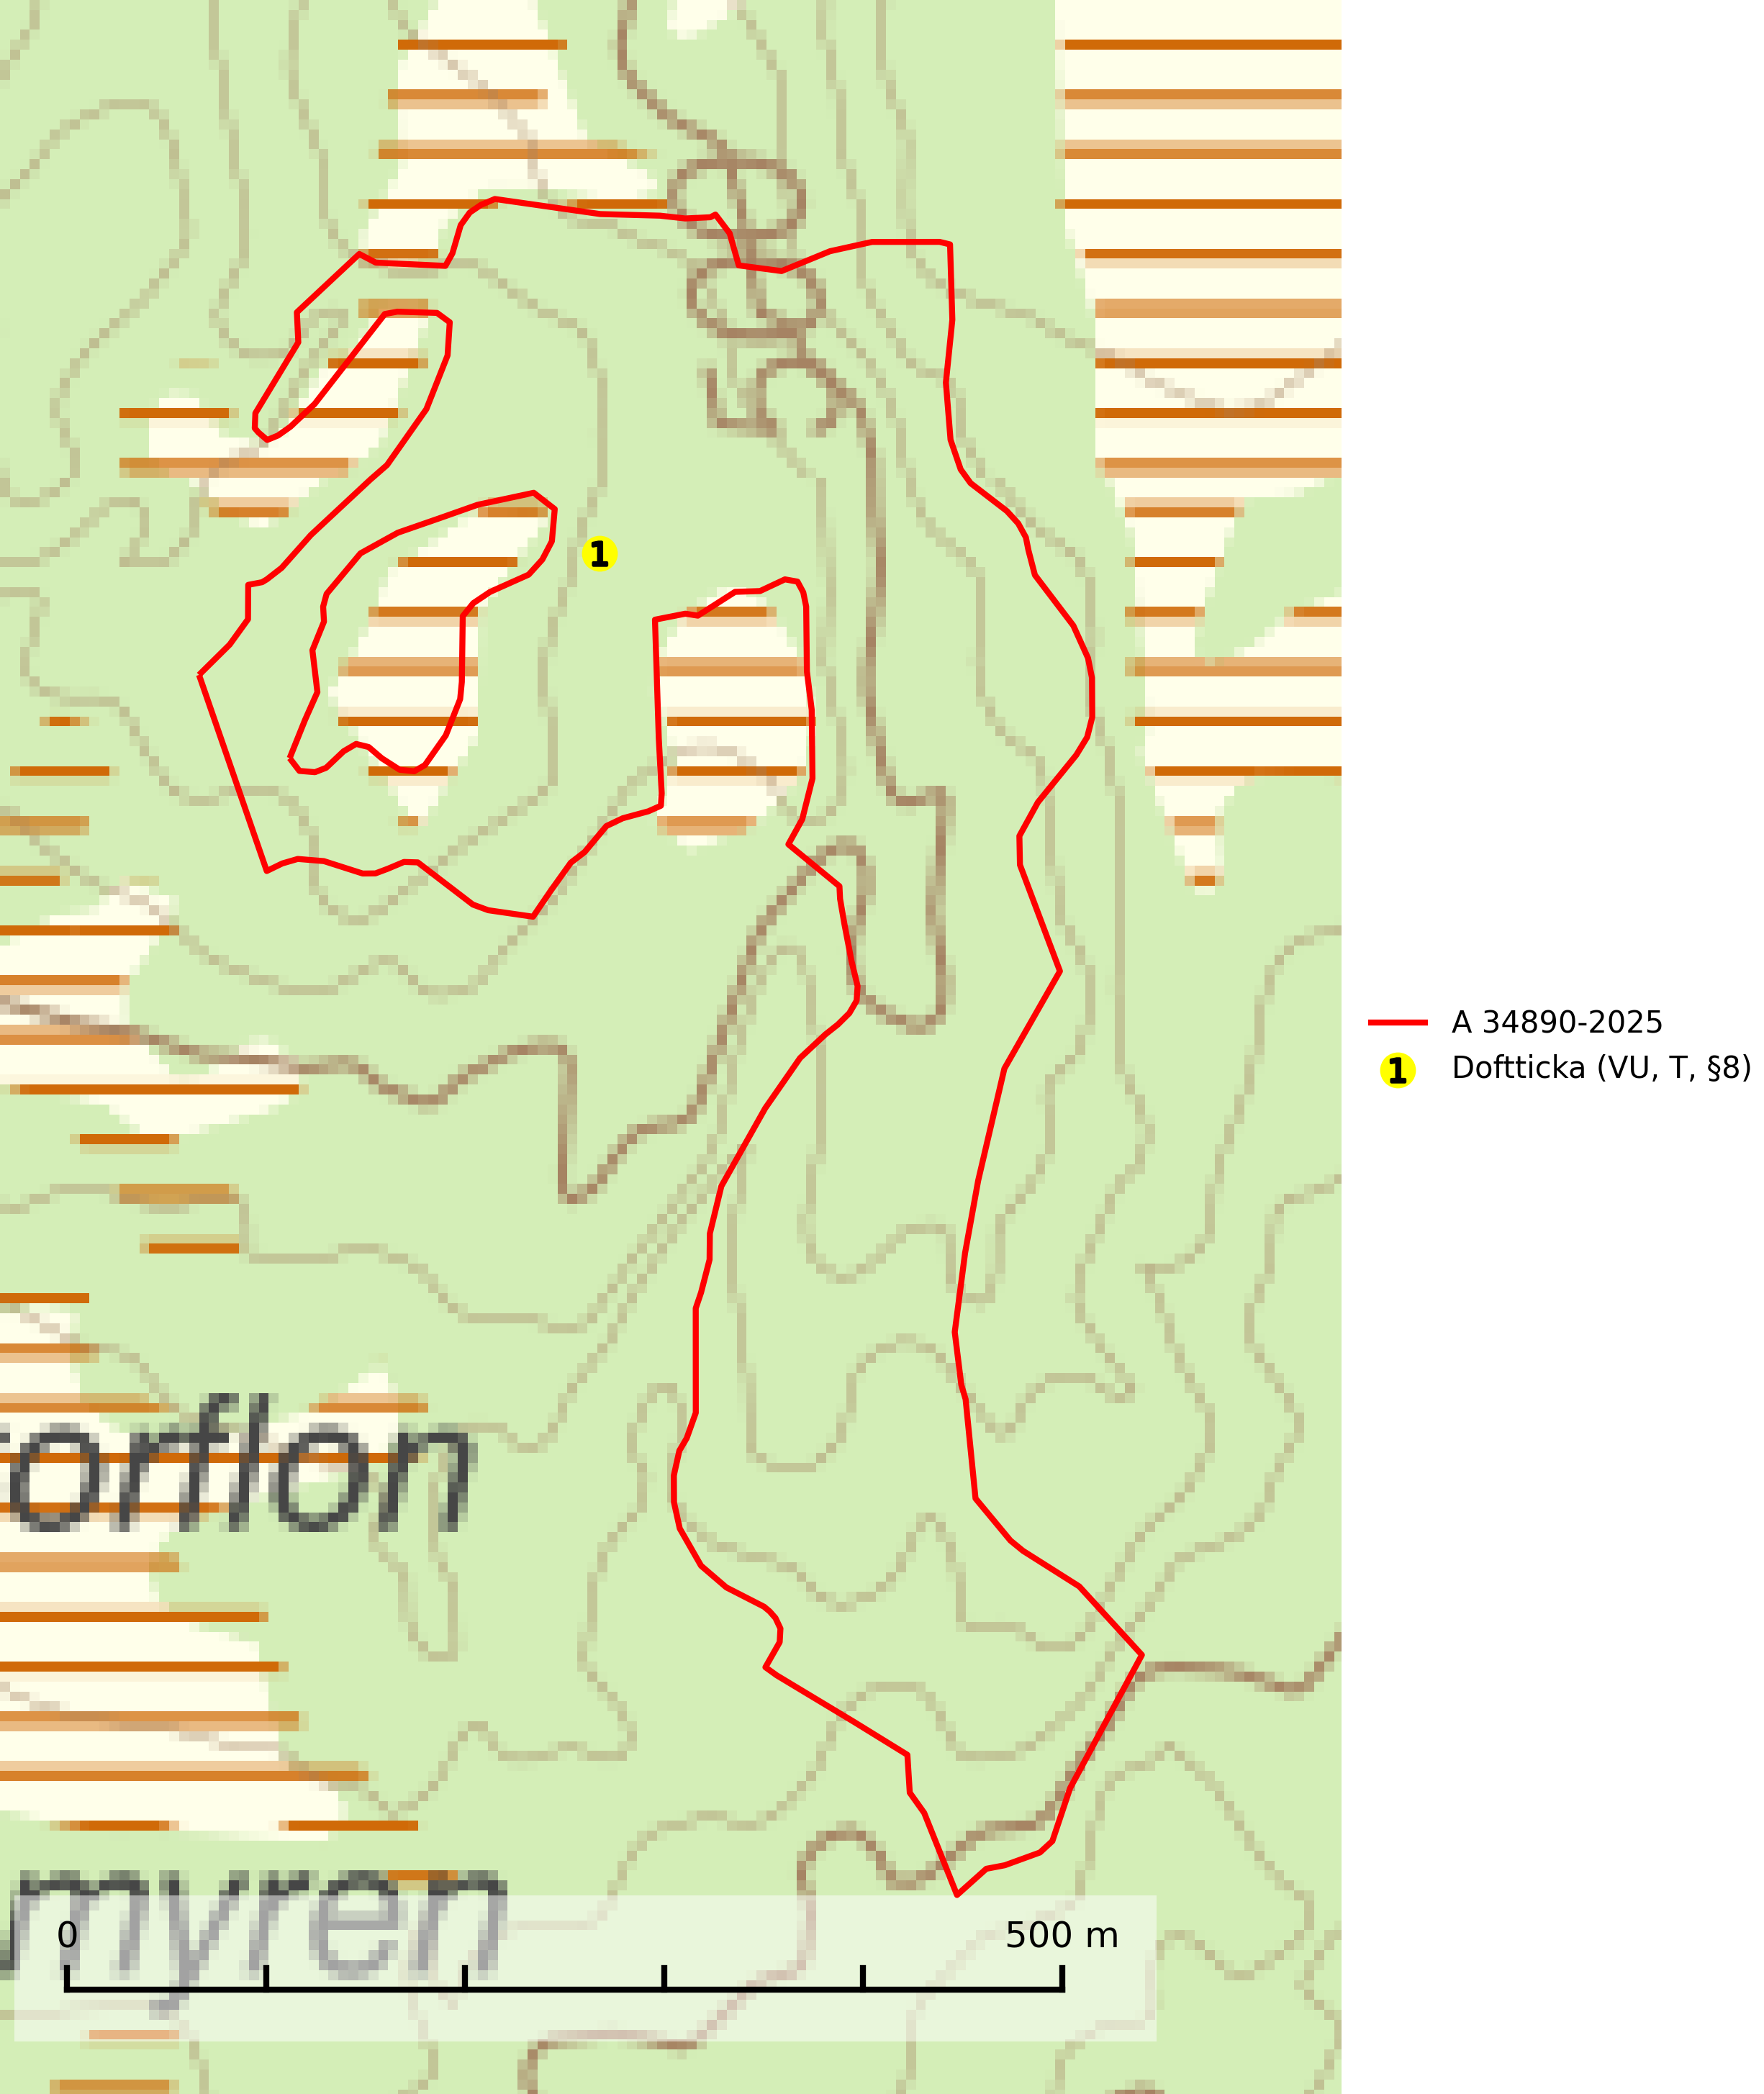 1
A 34890-2025
1 Doftticka (VU, T, §8)
orflon
myren
0 500 m